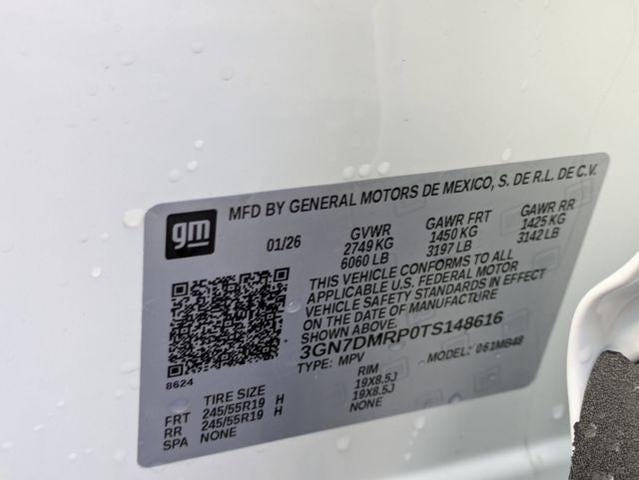 gm
MFD BY GENERAL MOTORS DE MEXICO, S. DE R.L. DE C.V.
01/26 GVWR GAWR FRT GAWR RR
2749 KG 1450 KG 1425 KG
6060 LB 3197 LB 3142 LB
THIS VEHICLE CONFORMS TO ALL
APPLICABLE U.S. FEDERAL MOTOR
VEHICLE SAFETY STANDARDS IN EFFECT
ON THE DATE OF MANUFACTURE
SHOWN ABOVE.
3GN7DMRP0TS148616
TYPE: MPV MODEL: 061MB48
8624
TIRE SIZE RIM
FRT 245/55R19 H 19X8.5J
RR 245/55R19 H 19X8.5J
SPA NONE NONE